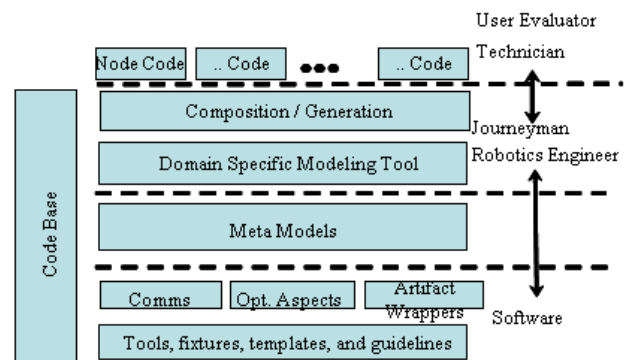 User Evaluator
Node Code
.. Code
.. Code
Technician
Composition / Generation
Journeyman
Domain Specific Modeling Tool
Robotics Engineer
Code Base
Meta Models
Comms
Opt. Aspects
Artifact
Wrappers
Software
Tools, fixtures, templates, and guidelines